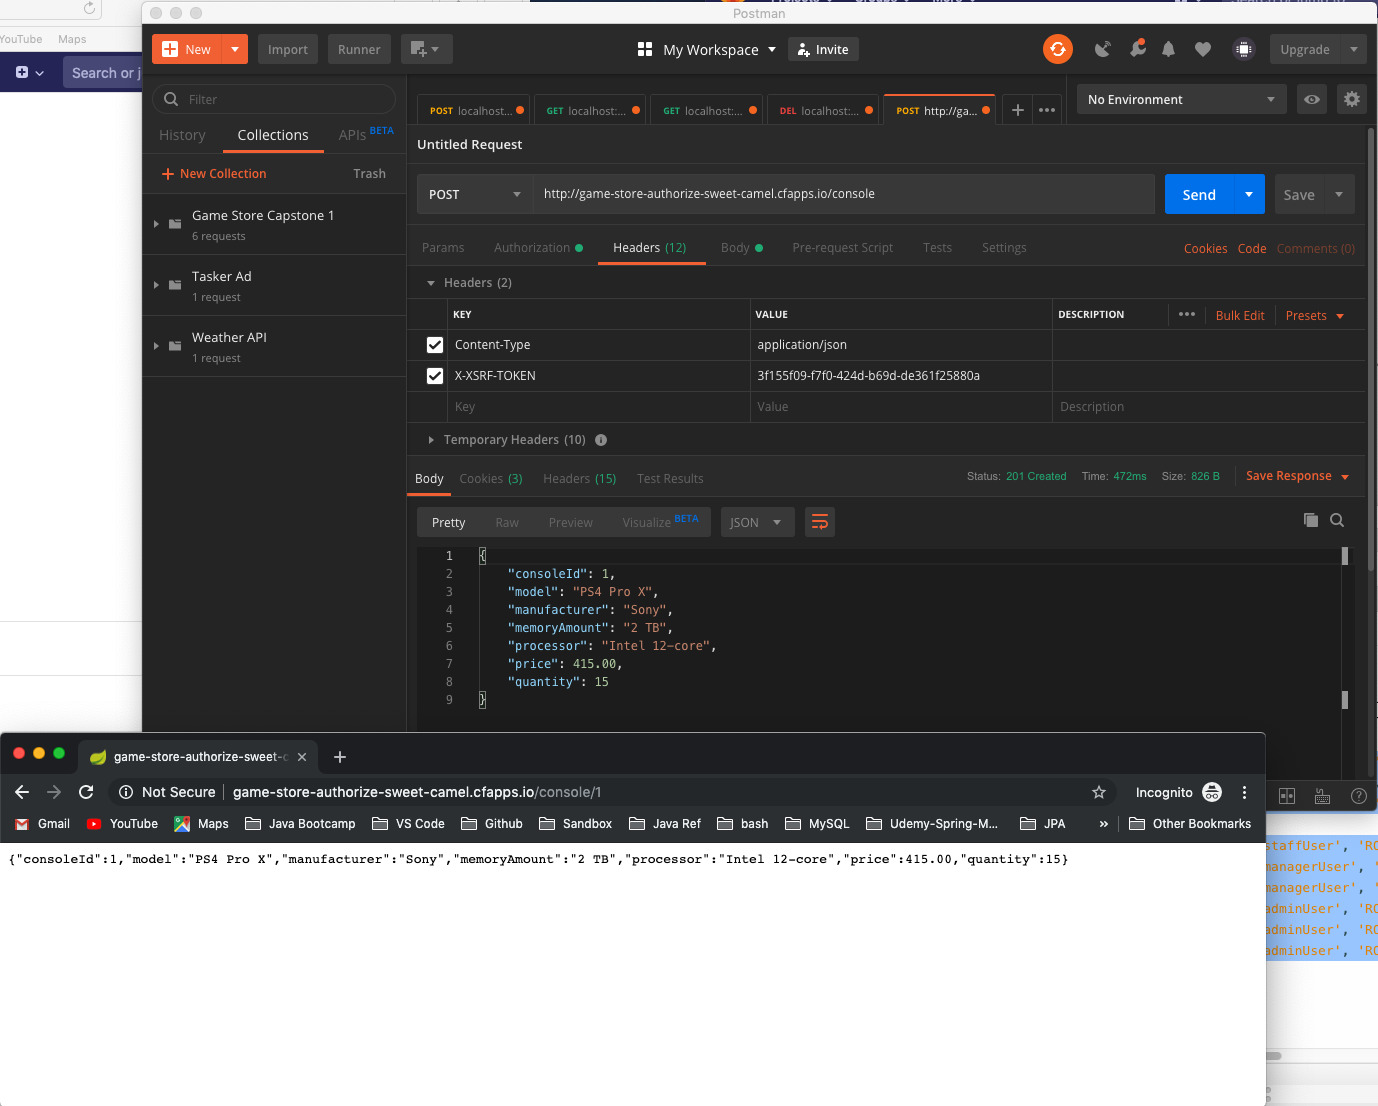 Postman
YouTube Maps
New Import Runner My Workspace Invite Upgrade
Search or j
Filter
History Collections APIs BETA
New Collection Trash
Game Store Capstone 1
6 requests
Tasker Ad
1 request
Weather API
1 request
POST localhost... GET localhost:... GET localhost:... DEL localhost:... POST http://ga... + ••• No Environment
Untitled Request
POST http://game-store-authorize-sweet-camel.cfapps.io/console Send Save
Params Authorization Headers (12) Body Pre-request Script Tests Settings Cookies Code Comments (0)
Headers (2)
KEY VALUE DESCRIPTION ••• Bulk Edit Presets
Content-Type application/json
X-XSRF-TOKEN 3f155f09-f7f0-424d-b69d-de361f25880a
Key Value Description
Temporary Headers (10)
Body Cookies (3) Headers (15) Test Results Status: 201 Created Time: 472ms Size: 826 B Save Response
Pretty Raw Preview Visualize BETA JSON
1 {
2 "consoleId": 1,
3 "model": "PS4 Pro X",
4 "manufacturer": "Sony",
5 "memoryAmount": "2 TB",
6 "processor": "Intel 12-core",
7 "price": 415.00,
8 "quantity": 15
9 }
game-store-authorize-sweet-c
Not Secure game-store-authorize-sweet-camel.cfapps.io/console/1 Incognito
Gmail YouTube Maps Java Bootcamp VS Code Github Sandbox Java Ref bash MySQL Udemy-Spring-M... JPA » Other Bookmarks
{"consoleId":1,"model":"PS4 Pro X","manufacturer":"Sony","memoryAmount":"2 TB","processor":"Intel 12-core","price":415.00,"quantity":15}
staffUser', 'RO
managerUser', '
managerUser', '
adminUser', 'RO
adminUser', 'RO
adminUser', 'RO